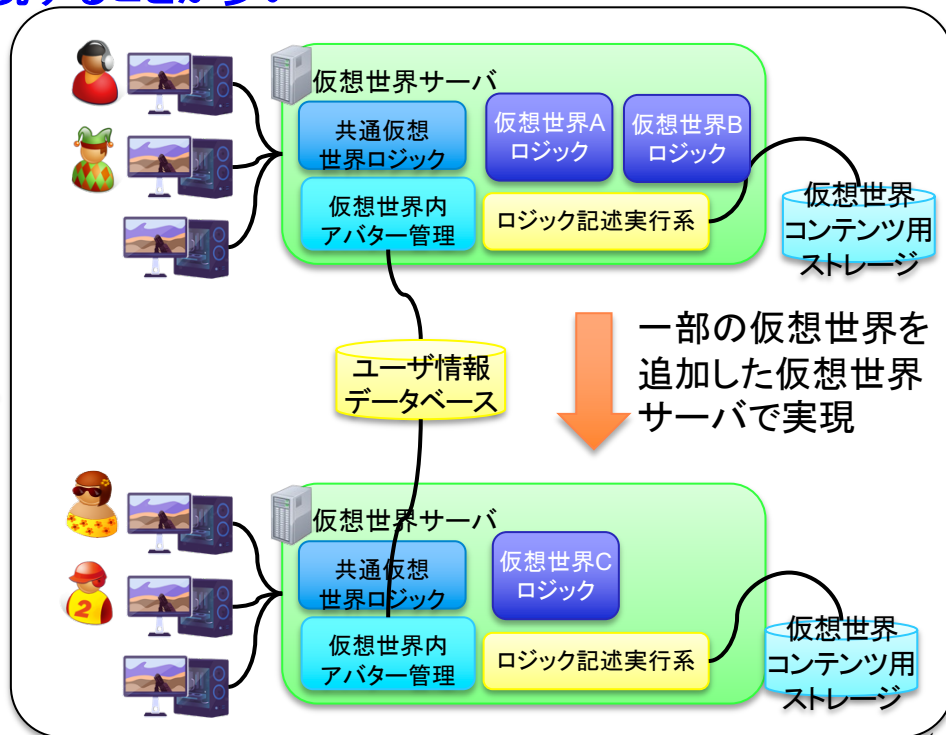 することが多い
仮想世界サーバ
共通仮想
世界ロジック
仮想世界A
ロジック
仮想世界B
ロジック
仮想世界内
アバター管理
ロジック記述実行系
仮想世界
コンテンツ用
ストレージ
一部の仮想世界を
追加した仮想世界
サーバで実現
ユーザ情報
データベース
仮想世界サーバ
共通仮想
世界ロジック
仮想世界C
ロジック
仮想世界内
アバター管理
ロジック記述実行系
仮想世界
コンテンツ用
ストレージ
2